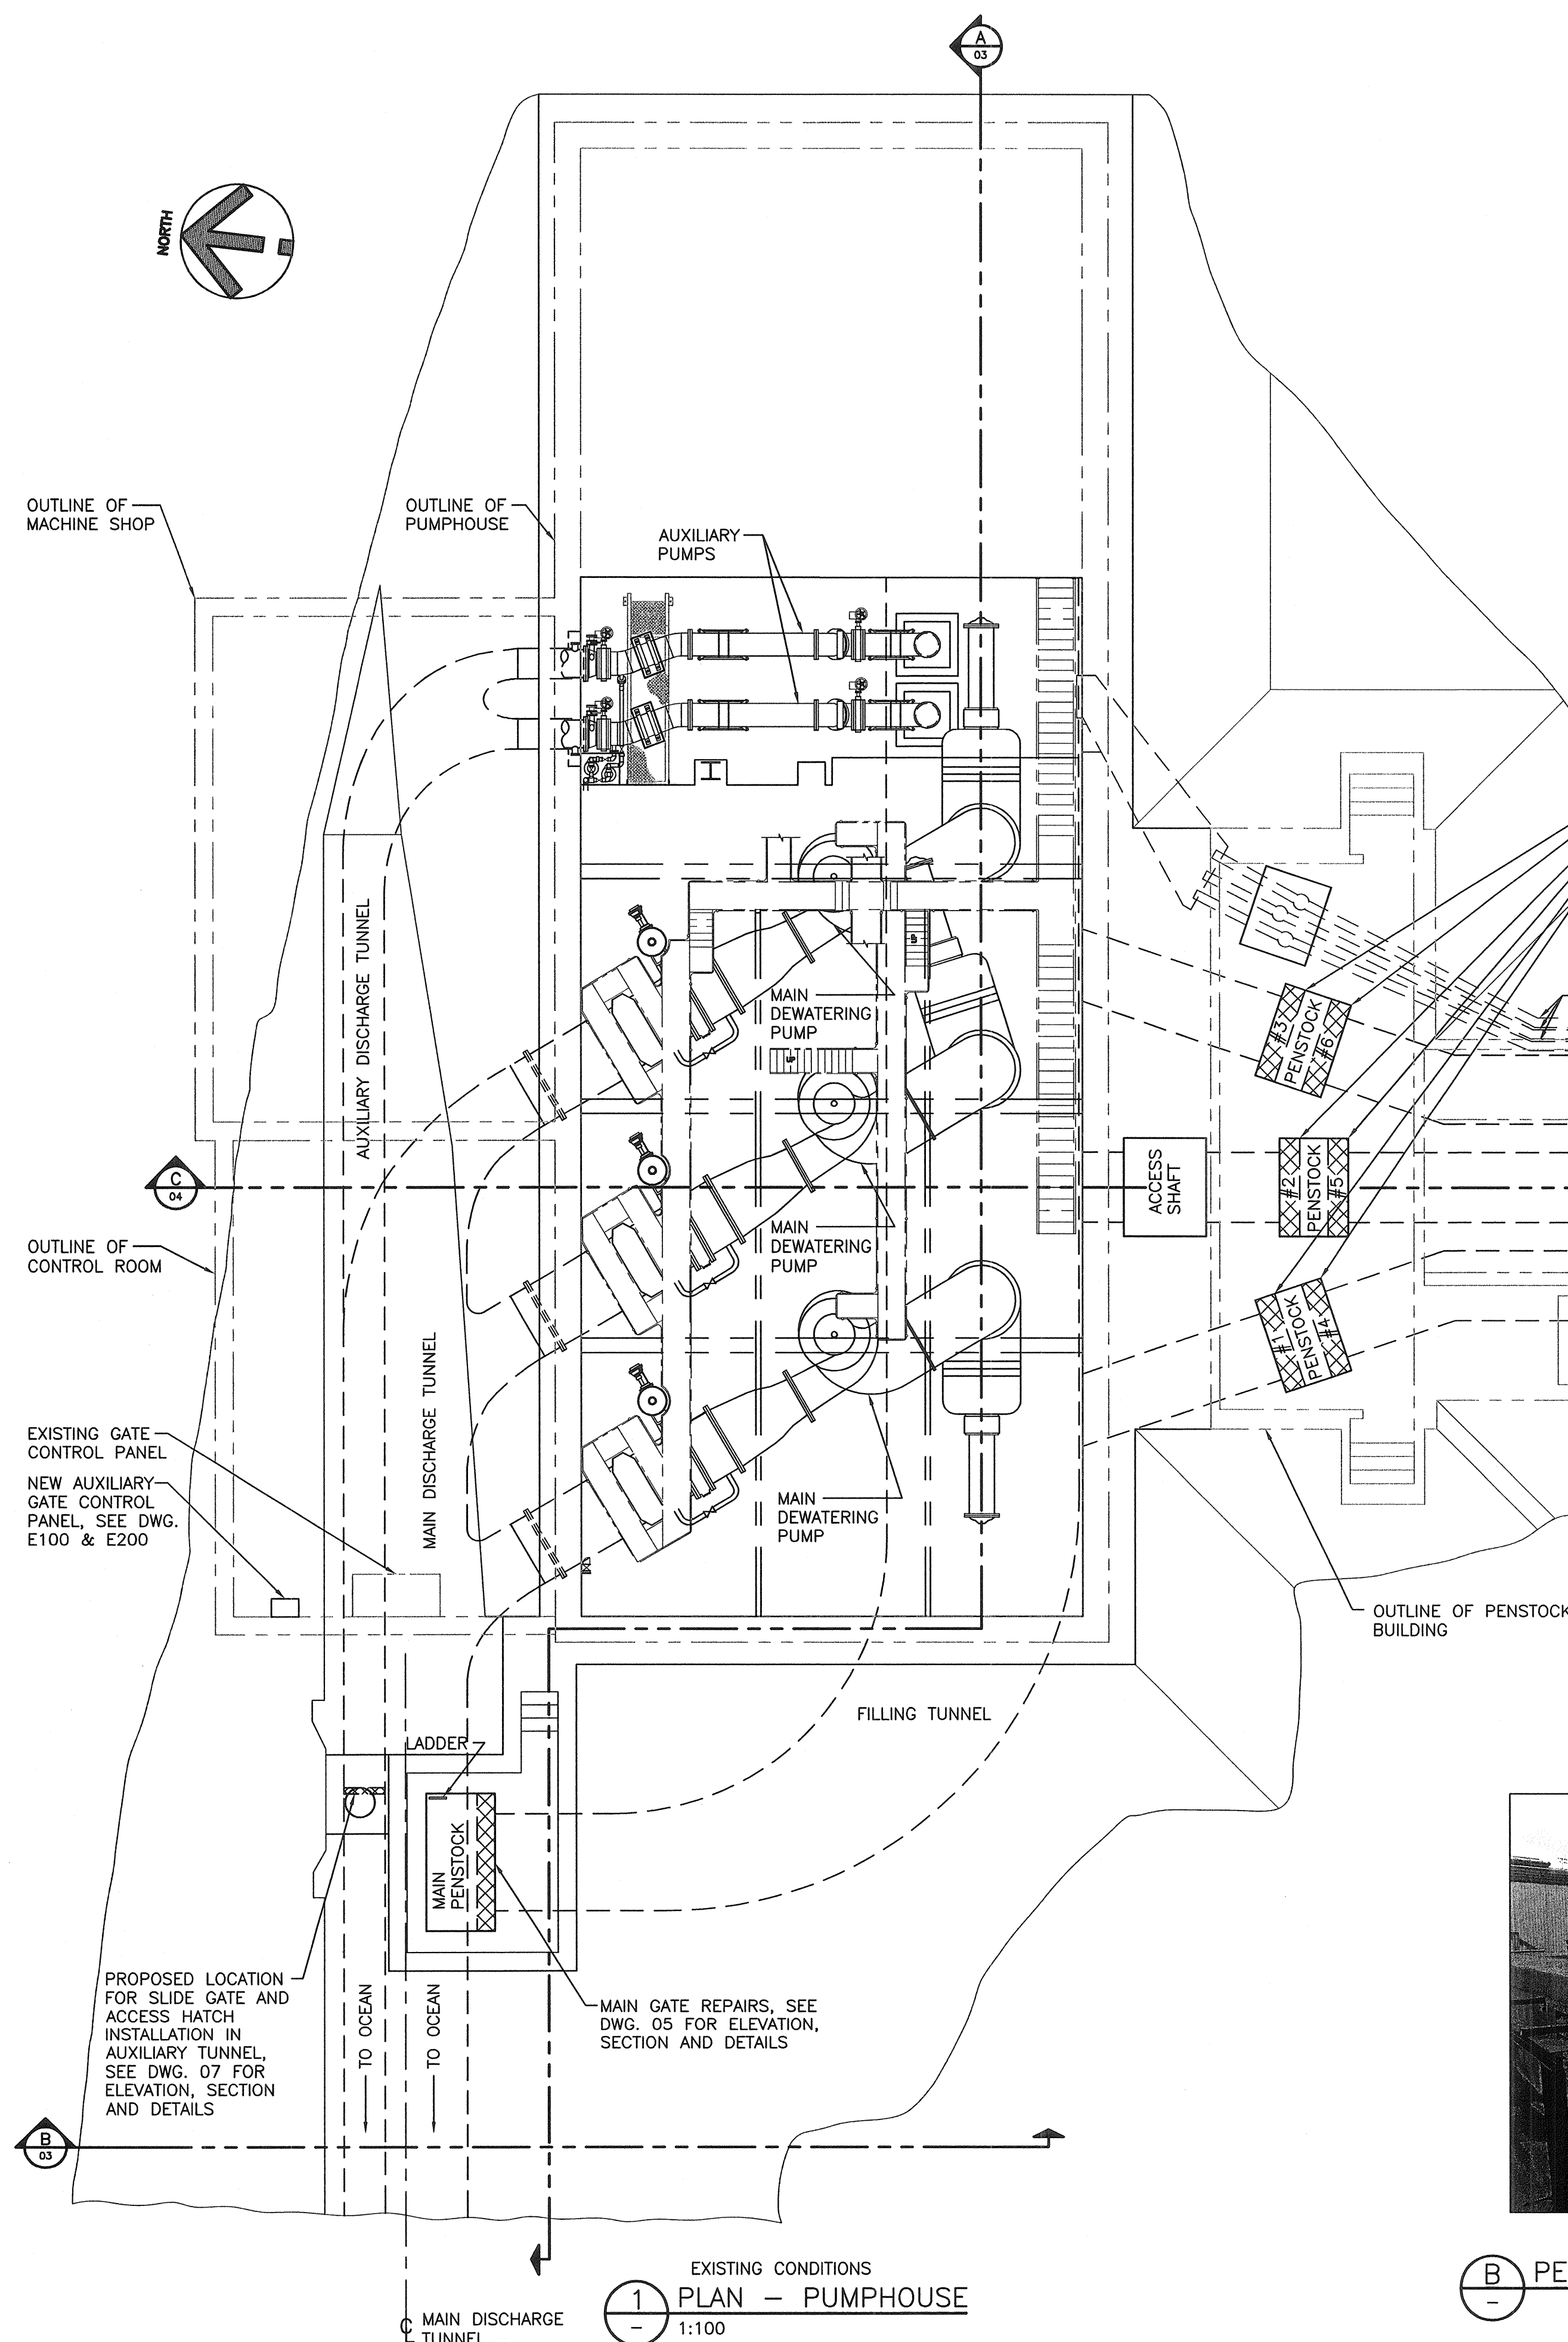 A
03
NORTH
OUTLINE OF
MACHINE SHOP
OUTLINE OF
PUMPHOUSE
AUXILIARY
PUMPS
AUXILIARY DISCHARGE TUNNEL
MAIN
DEWATERING
PUMP
UP
UP
#3
PENSTOCK
#6
C
04
ACCESS
SHAFT
#2
PENSTOCK
#5
MAIN
DEWATERING
PUMP
OUTLINE OF
CONTROL ROOM
#1
PENSTOCK
#4
MAIN DISCHARGE TUNNEL
EXISTING GATE
CONTROL PANEL
NEW AUXILIARY
GATE CONTROL
PANEL, SEE DWG.
E100 & E200
MAIN
DEWATERING
PUMP
OUTLINE OF PENSTOCK
BUILDING
FILLING TUNNEL
LADDER
MAIN
PENSTOCK
PROPOSED LOCATION
FOR SLIDE GATE AND
ACCESS HATCH
INSTALLATION IN
AUXILIARY TUNNEL,
SEE DWG. 07 FOR
ELEVATION, SECTION
AND DETAILS
TO OCEAN
TO OCEAN
MAIN GATE REPAIRS, SEE
DWG. 05 FOR ELEVATION,
SECTION AND DETAILS
B
03
EXISTING CONDITIONS
1
–
PLAN – PUMPHOUSE
1:100
℄ MAIN DISCHARGE
TUNNEL
B
–
PE